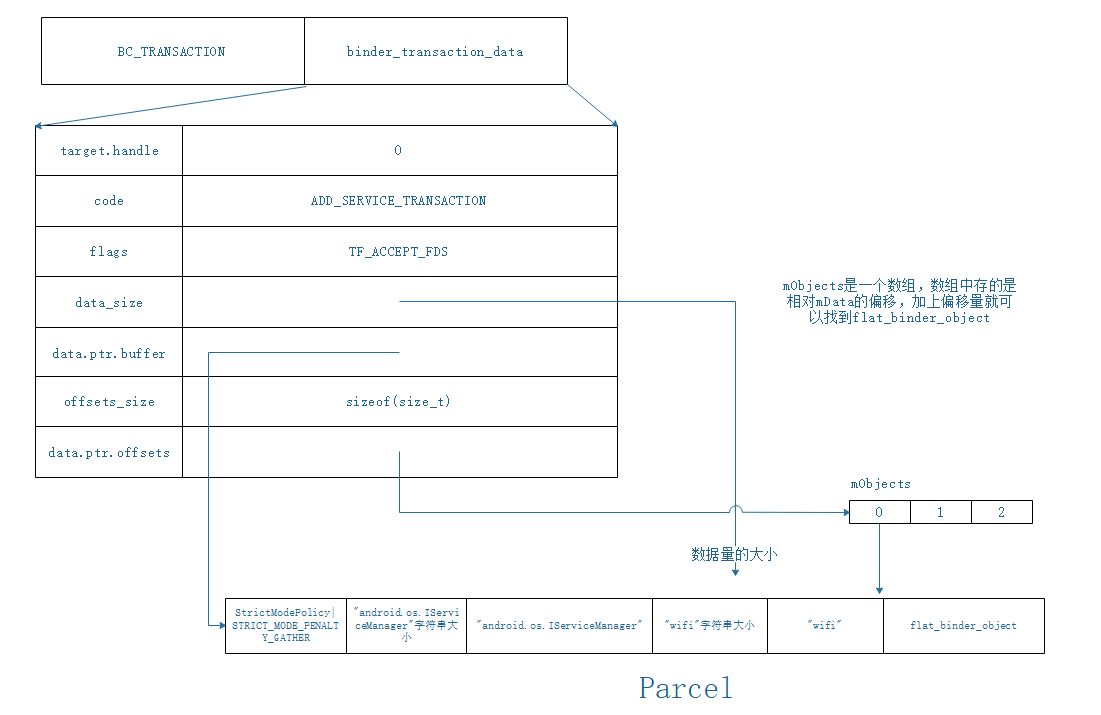 BC_TRANSACTION
binder_transaction_data
target.handle
0
code
ADD_SERVICE_TRANSACTION
flags
TF_ACCEPT_FDS
data_size
data.ptr.buffer
offsets_size
sizeof(size_t)
data.ptr.offsets
mObjects是一个数组，数组中存的是
相对mData的偏移，加上偏移量就可
以找到flat_binder_object
mObjects
0
1
2
数据量的大小
StrictModePolicy|
STRICT_MODE_PENAL
TY_GATHER
"android.os.IServi
ceManager"字符串大
小
"android.os.IServiceManager"
"wifi"字符串大小
"wifi"
flat_binder_object
Parcel